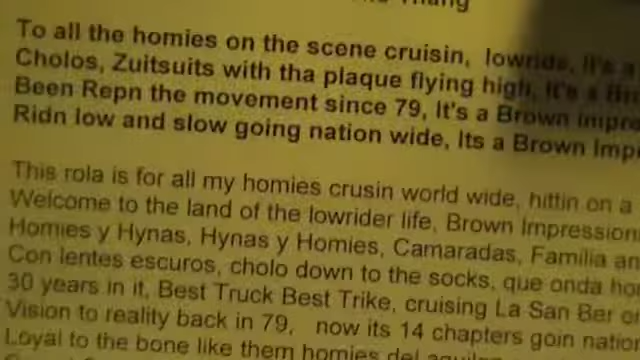 Thang
To all the homies on the scene cruisin, lowride, It's a
Cholos, Zuitsuits with tha plaque flying high, It's a
Been Repn the movement since 79, It's a Brown
Ridn low and slow going nation wide, Its a Brown
This rola is for all my homies crusin world wide, hittin on a
Welcome to the land of the lowrider life, Brown Impression
Homies y Hynas, Hynas y Homies, Camaradas, Familia
Con lentes escuros, cholo down to the socks, que onda
30 years in it, Best Truck Best Trike, cruising La San Ber
Vision to reality back in 79, now its 14 chapters goin
Loyal to the bone like them homies del